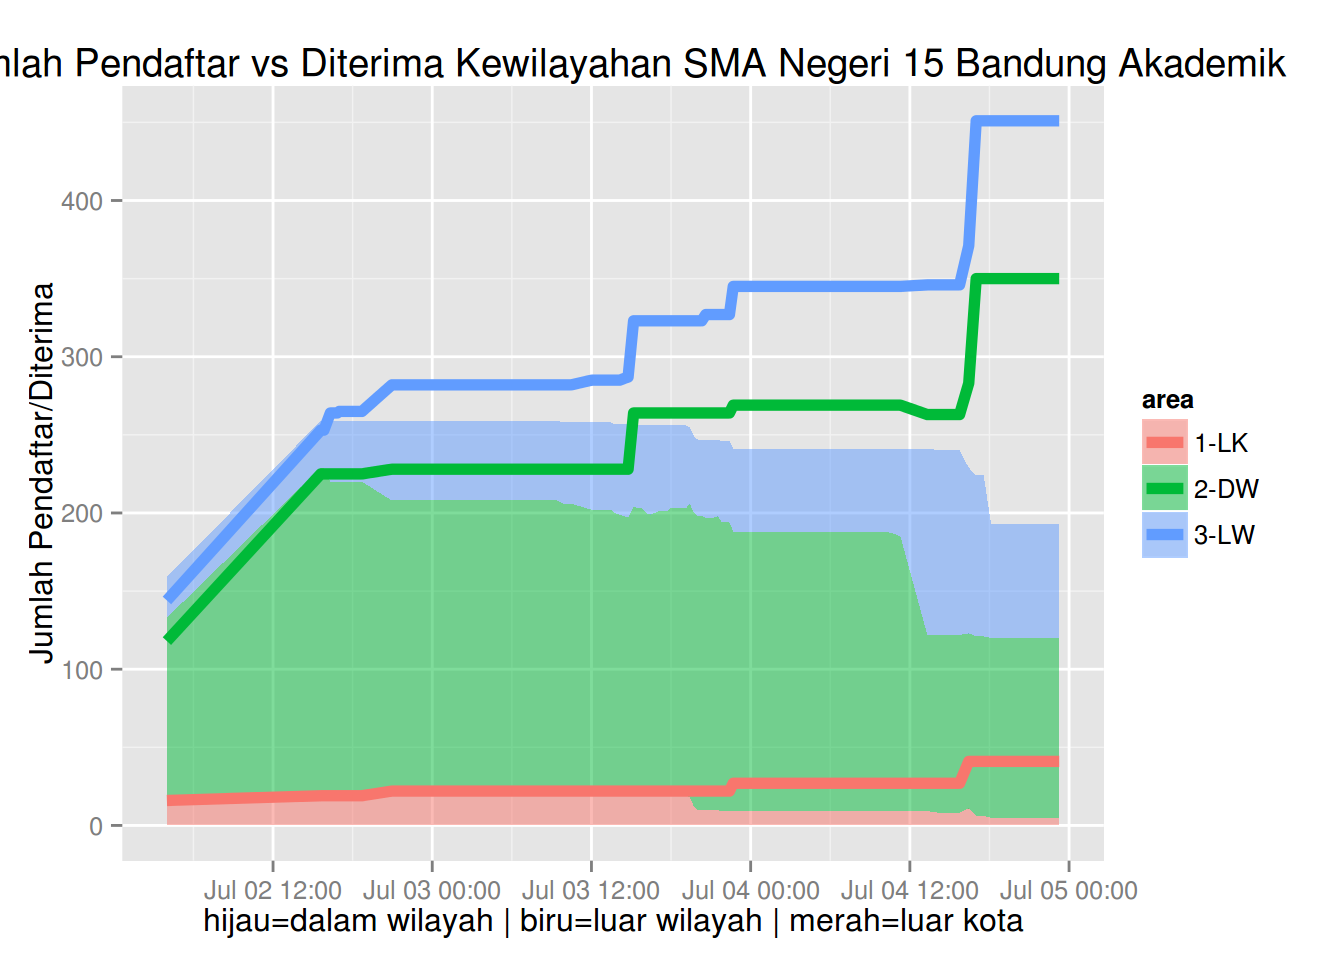 Pendaftar vs Diterima Kewilayahan SMA Negeri 15 Bandung Akademik
Jumlah Pendaftar/Diterima
400
300
200
100
0
Jul 02 12:00 Jul 03 00:00 Jul 03 12:00 Jul 04 00:00 Jul 04 12:00 Jul 05 00:00
hijau=dalam wilayah | biru=luar wilayah | merah=luar kota
area
1-LK
2-DW
3-LW